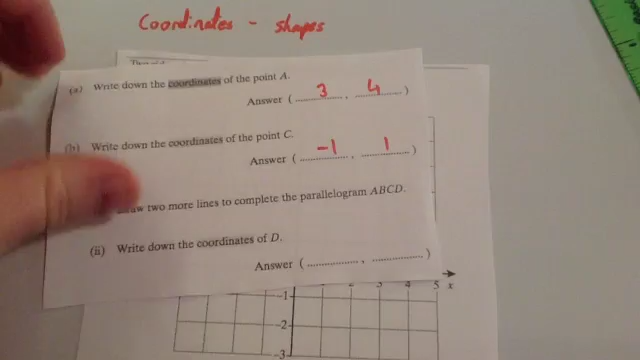 Coordinates - shapes
(a) Write down the coordinates of the point A.
Answer ( 3 , 4 )
(b) Write down the coordinates of the point C.
Answer ( -1 , 1 )
two more lines to complete the parallelogram ABCD.
(ii) Write down the coordinates of D.
Answer ( .................. , .................. )
1 2 3 4 5 x
-1
-2
-3